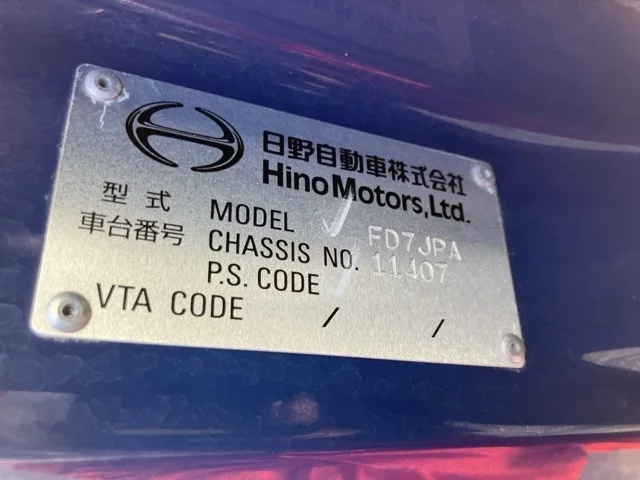 日野自動車株式会社
Hino Motors, Ltd.
型式 MODEL FD7JPA
車台番号 CHASSIS NO. 11407
P.S. CODE
VTA CODE / /